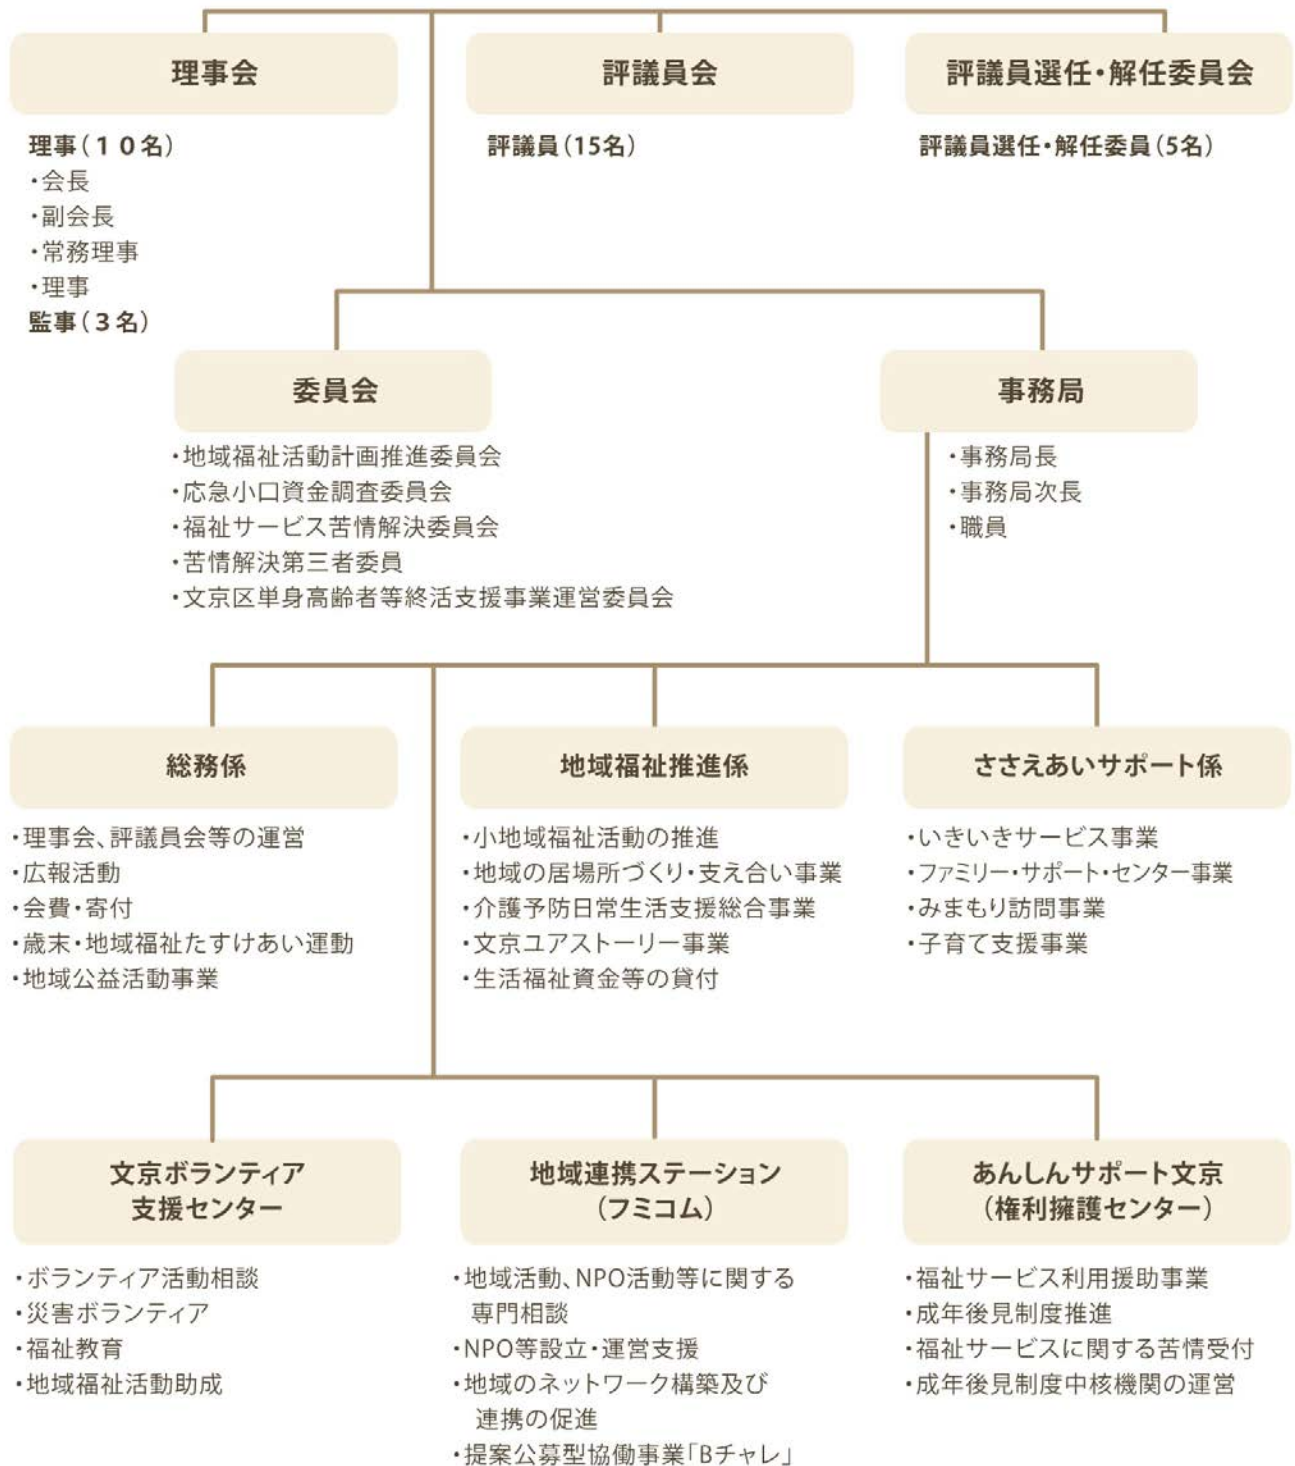 理事会
理事（１０名）
・会長
・副会長
・常務理事
・理事
監事（３名）
評議員会
評議員（15名）
評議員選任・解任委員会
評議員選任・解任委員（5名）
委員会
・地域福祉活動計画推進委員会
・応急小口資金調査委員会
・福祉サービス苦情解決委員会
・苦情解決第三者委員
・文京区単身高齢者等終活支援事業運営委員会
事務局
・事務局長
・事務局次長
・職員
総務係
・理事会、評議員会等の運営
・広報活動
・会費・寄付
・歳末・地域福祉たすけあい運動
・地域公益活動事業
地域福祉推進係
・小地域福祉活動の推進
・地域の居場所づくり・支え合い事業
・介護予防日常生活支援総合事業
・文京ユアストーリー事業
・生活福祉資金等の貸付
ささえあいサポート係
・いきいきサービス事業
・ファミリー・サポート・センター事業
・みまもり訪問事業
・子育て支援事業
文京ボランティア
支援センター
・ボランティア活動相談
・災害ボランティア
・福祉教育
・地域福祉活動助成
地域連携ステーション
（フミコム）
・地域活動、NPO活動等に関する
専門相談
・NPO等設立・運営支援
・地域のネットワーク構築及び
連携の促進
・提案公募型協働事業「Bチャレ」
あんしんサポート文京
（権利擁護センター）
・福祉サービス利用援助事業
・成年後見制度推進
・福祉サービスに関する苦情受付
・成年後見制度中核機関の運営